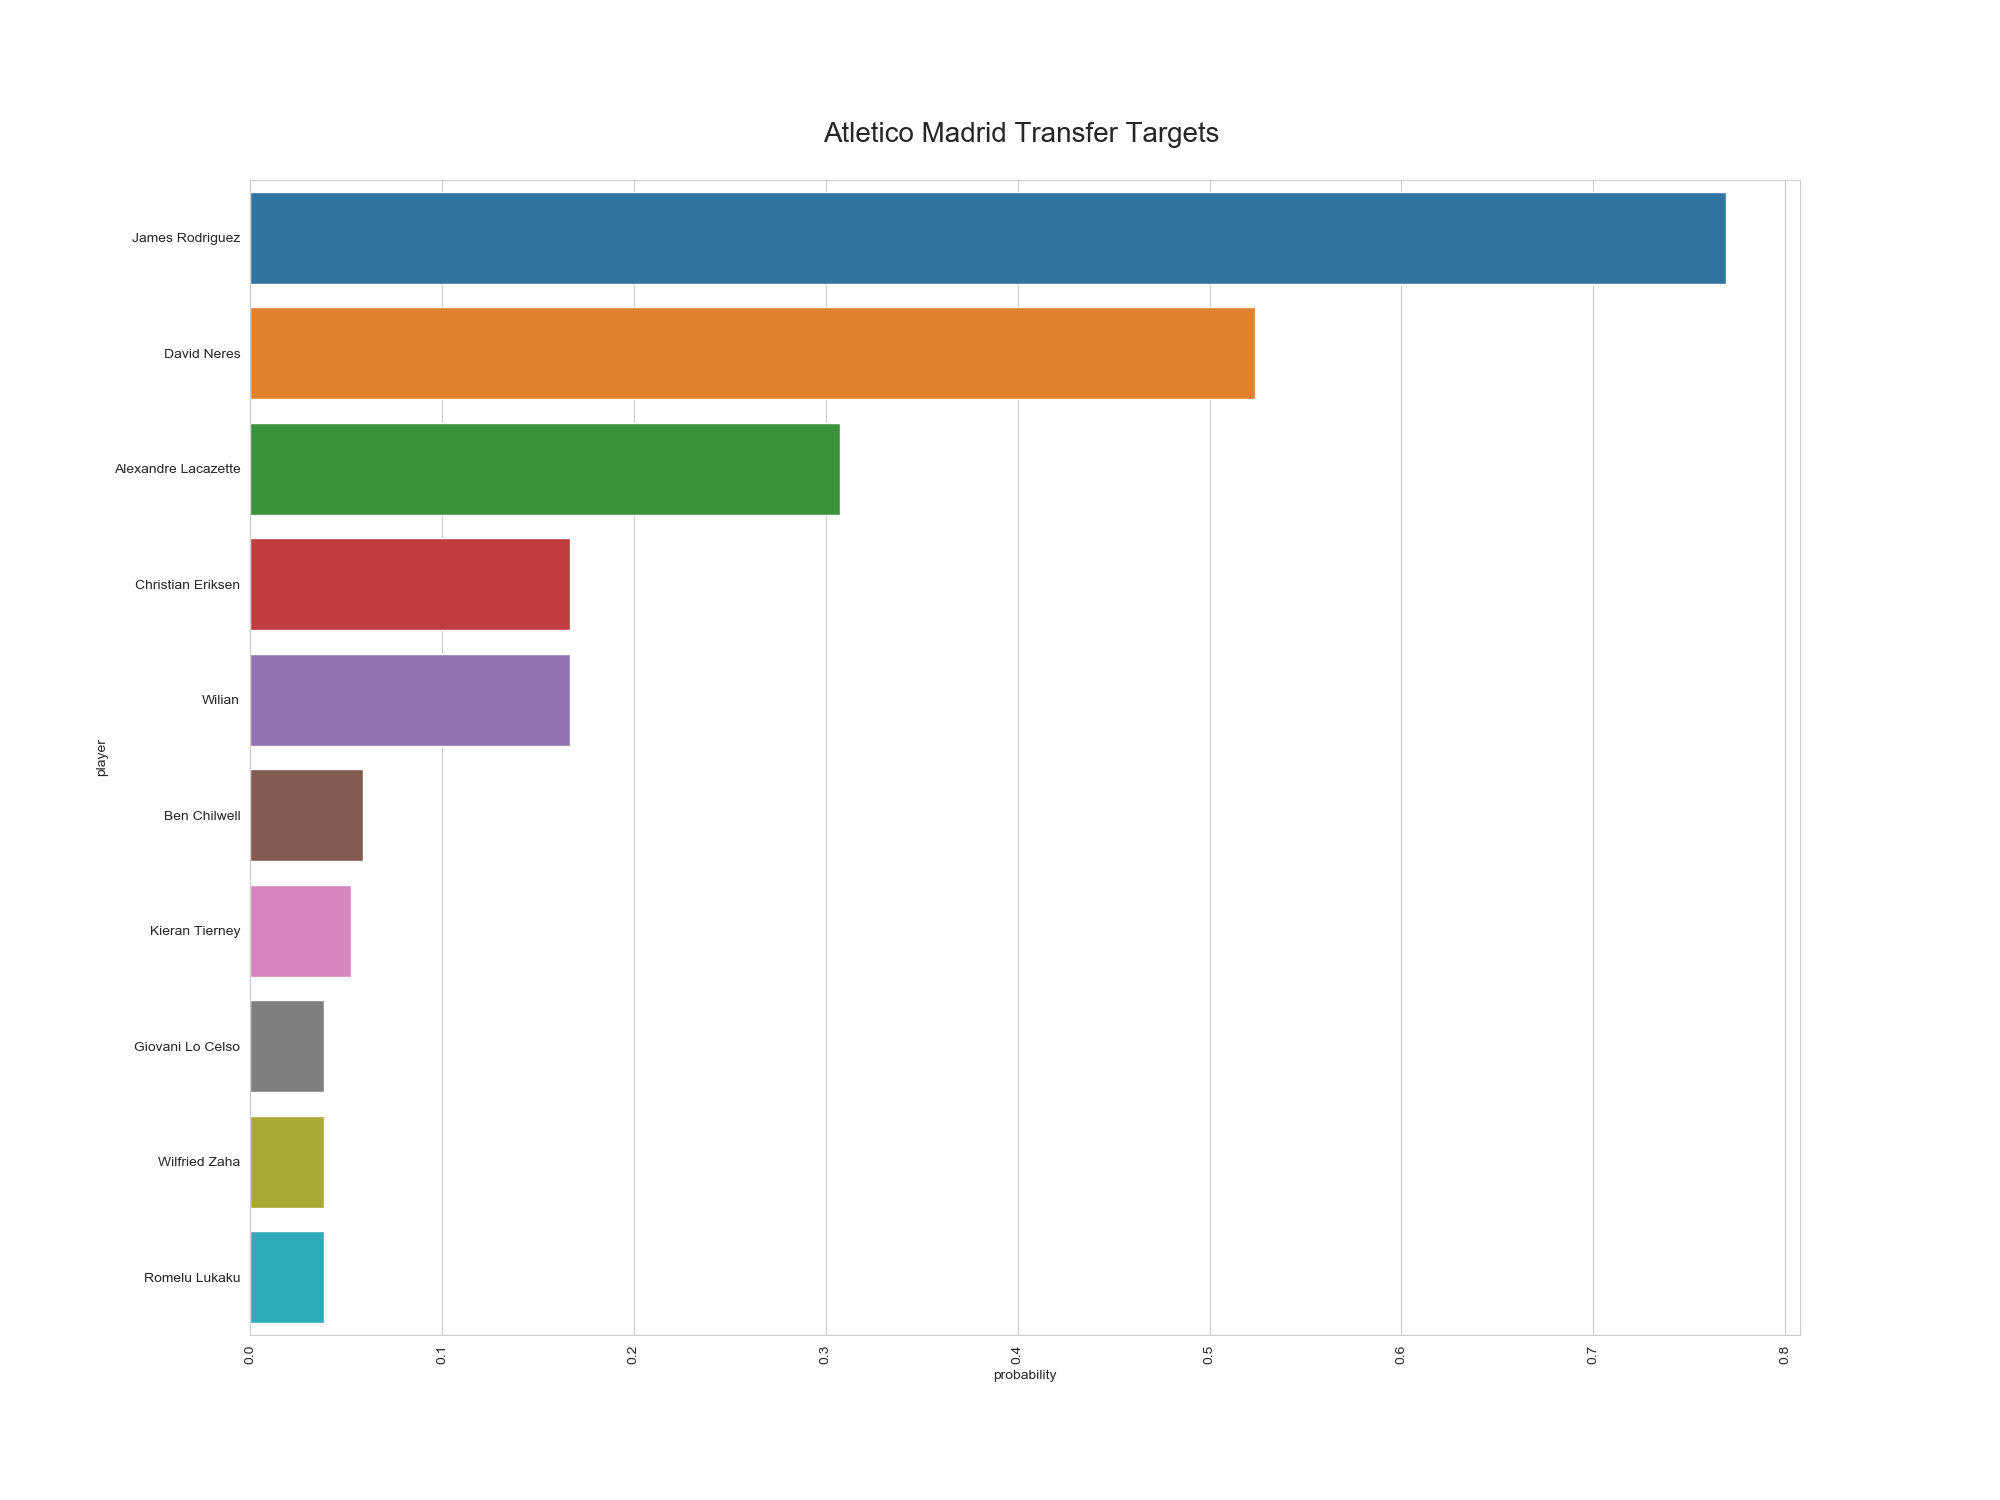 Atletico Madrid Transfer Targets
James Rodriguez
David Neres
Alexandre Lacazette
Christian Eriksen
Wilian
Ben Chilwell
Kieran Tierney
Giovani Lo Celso
Wilfried Zaha
Romelu Lukaku
player
0.0
0.1
0.2
0.3
0.4
0.5
0.6
0.7
0.8
probability